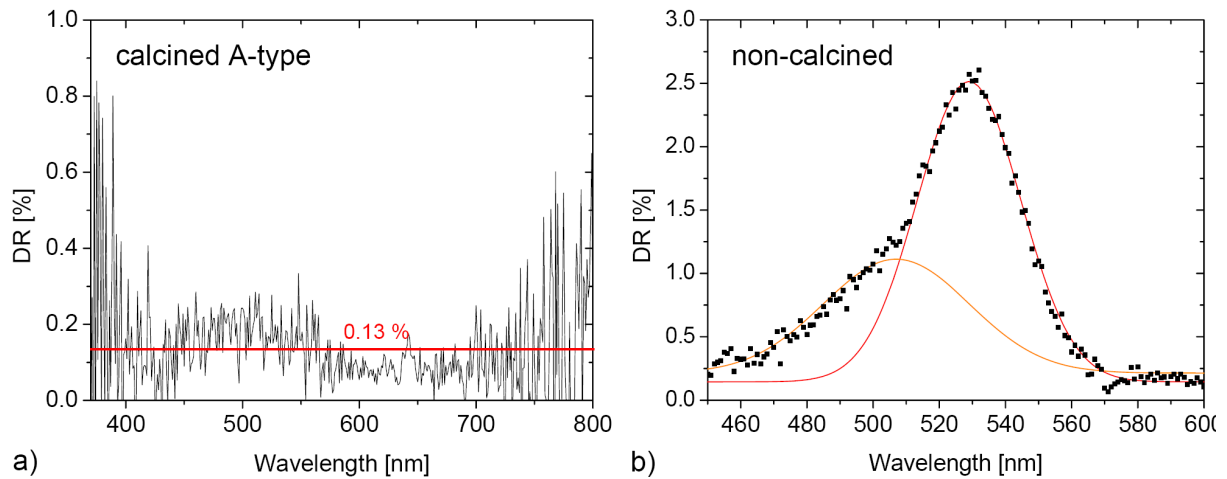 calcined A-type
1.0
0.8
0.6
0.4
0.2
0.0
DR [%]
0.13 %
400 500 600 700 800
Wavelength [nm]
a)
non-calcined
3.0
2.5
2.0
1.5
1.0
0.5
0.0
DR [%]
460 480 500 520 540 560 580 600
Wavelength [nm]
b)